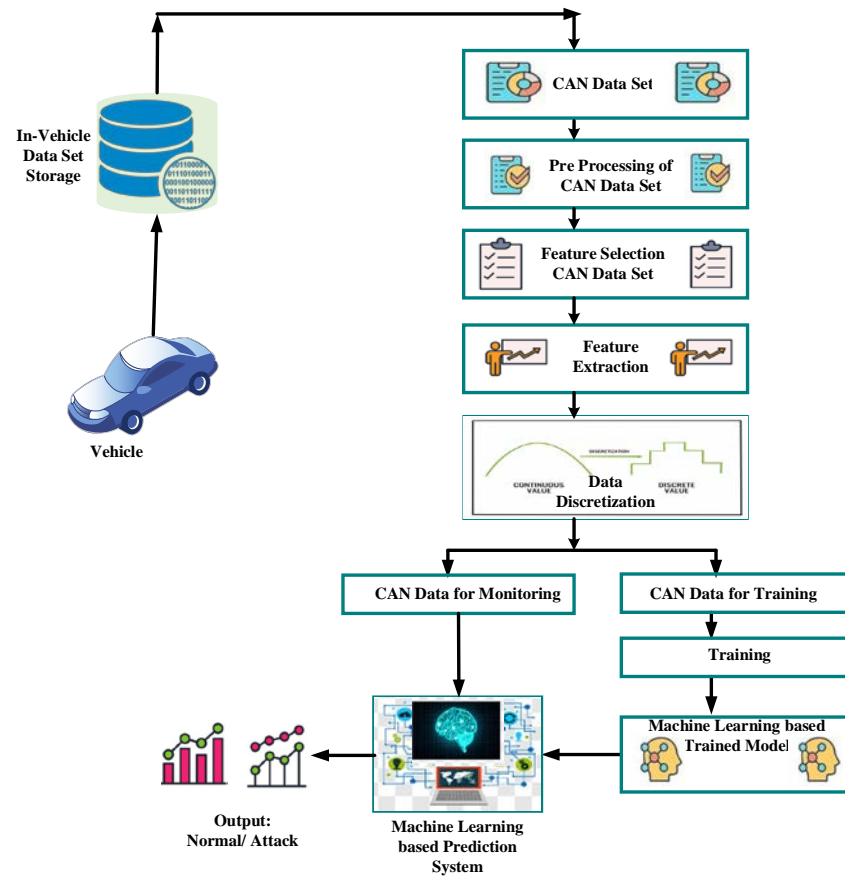 CAN Data Set
In-Vehicle
Data Set
Storage
Pre Processing of
CAN Data Set
Feature Selection
CAN Data Set
Feature
Extraction
Vehicle
DISCRETIZATION
CONTINUOUS
VALUE
DISCRETE
VALUE
Data
Discretization
CAN Data for Monitoring
CAN Data for Training
Training
Machine Learning based
Trained Model
Output:
Normal/ Attack
Machine Learning
based Prediction
System